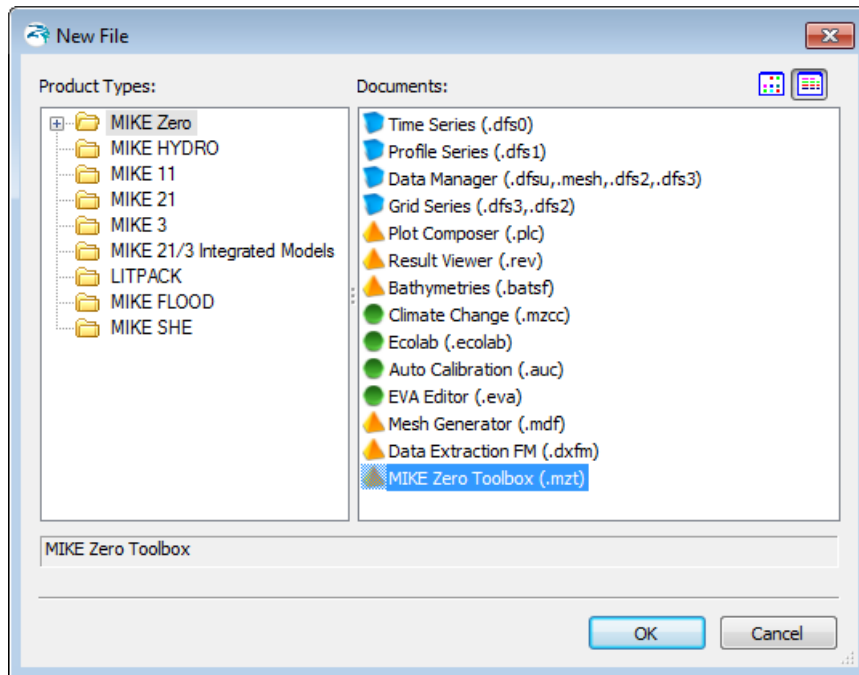 New File
Product Types:
Documents:
MIKE Zero
MIKE HYDRO
MIKE 11
MIKE 21
MIKE 3
MIKE 21/3 Integrated Models
LITPACK
MIKE FLOOD
MIKE SHE
Time Series (.dfs0)
Profile Series (.dfs1)
Data Manager (.dfsu,.mesh,.dfs2,.dfs3)
Grid Series (.dfs3,.dfs2)
Plot Composer (.plc)
Result Viewer (.rev)
Bathymetries (.batsf)
Climate Change (.mzcc)
Ecolab (.ecolab)
Auto Calibration (.auc)
EVA Editor (.eva)
Mesh Generator (.mdf)
Data Extraction FM (.dxfm)
MIKE Zero Toolbox (.mzt)
MIKE Zero Toolbox
OK
Cancel